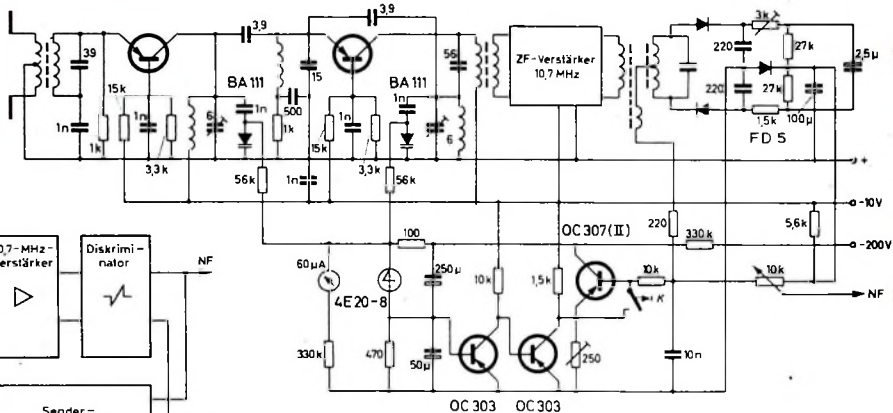 3,9
3,9
39
56
3k
15
15k
BA 111
BA 111
ZF-Verstärker
10,7 MHz
220
27k
2,5μ
220
27k
1n
1n
6
1n
500
1n
1n
6
1,5k
100μ
FD 5
1k
3,3k
1k
15k
3,3k
+
56k
1n
56k
-10V
OC 307(II)
220
5,6k
100
330k
-200V
0,7-MHz-
erstärker
Diskrimi-
nator
NF
60μA
4E20-8
250μ
10k
1,5k
10k
10k
K
NF
330k
470
50μ
250
10n
OC 303
OC 303
Sender-